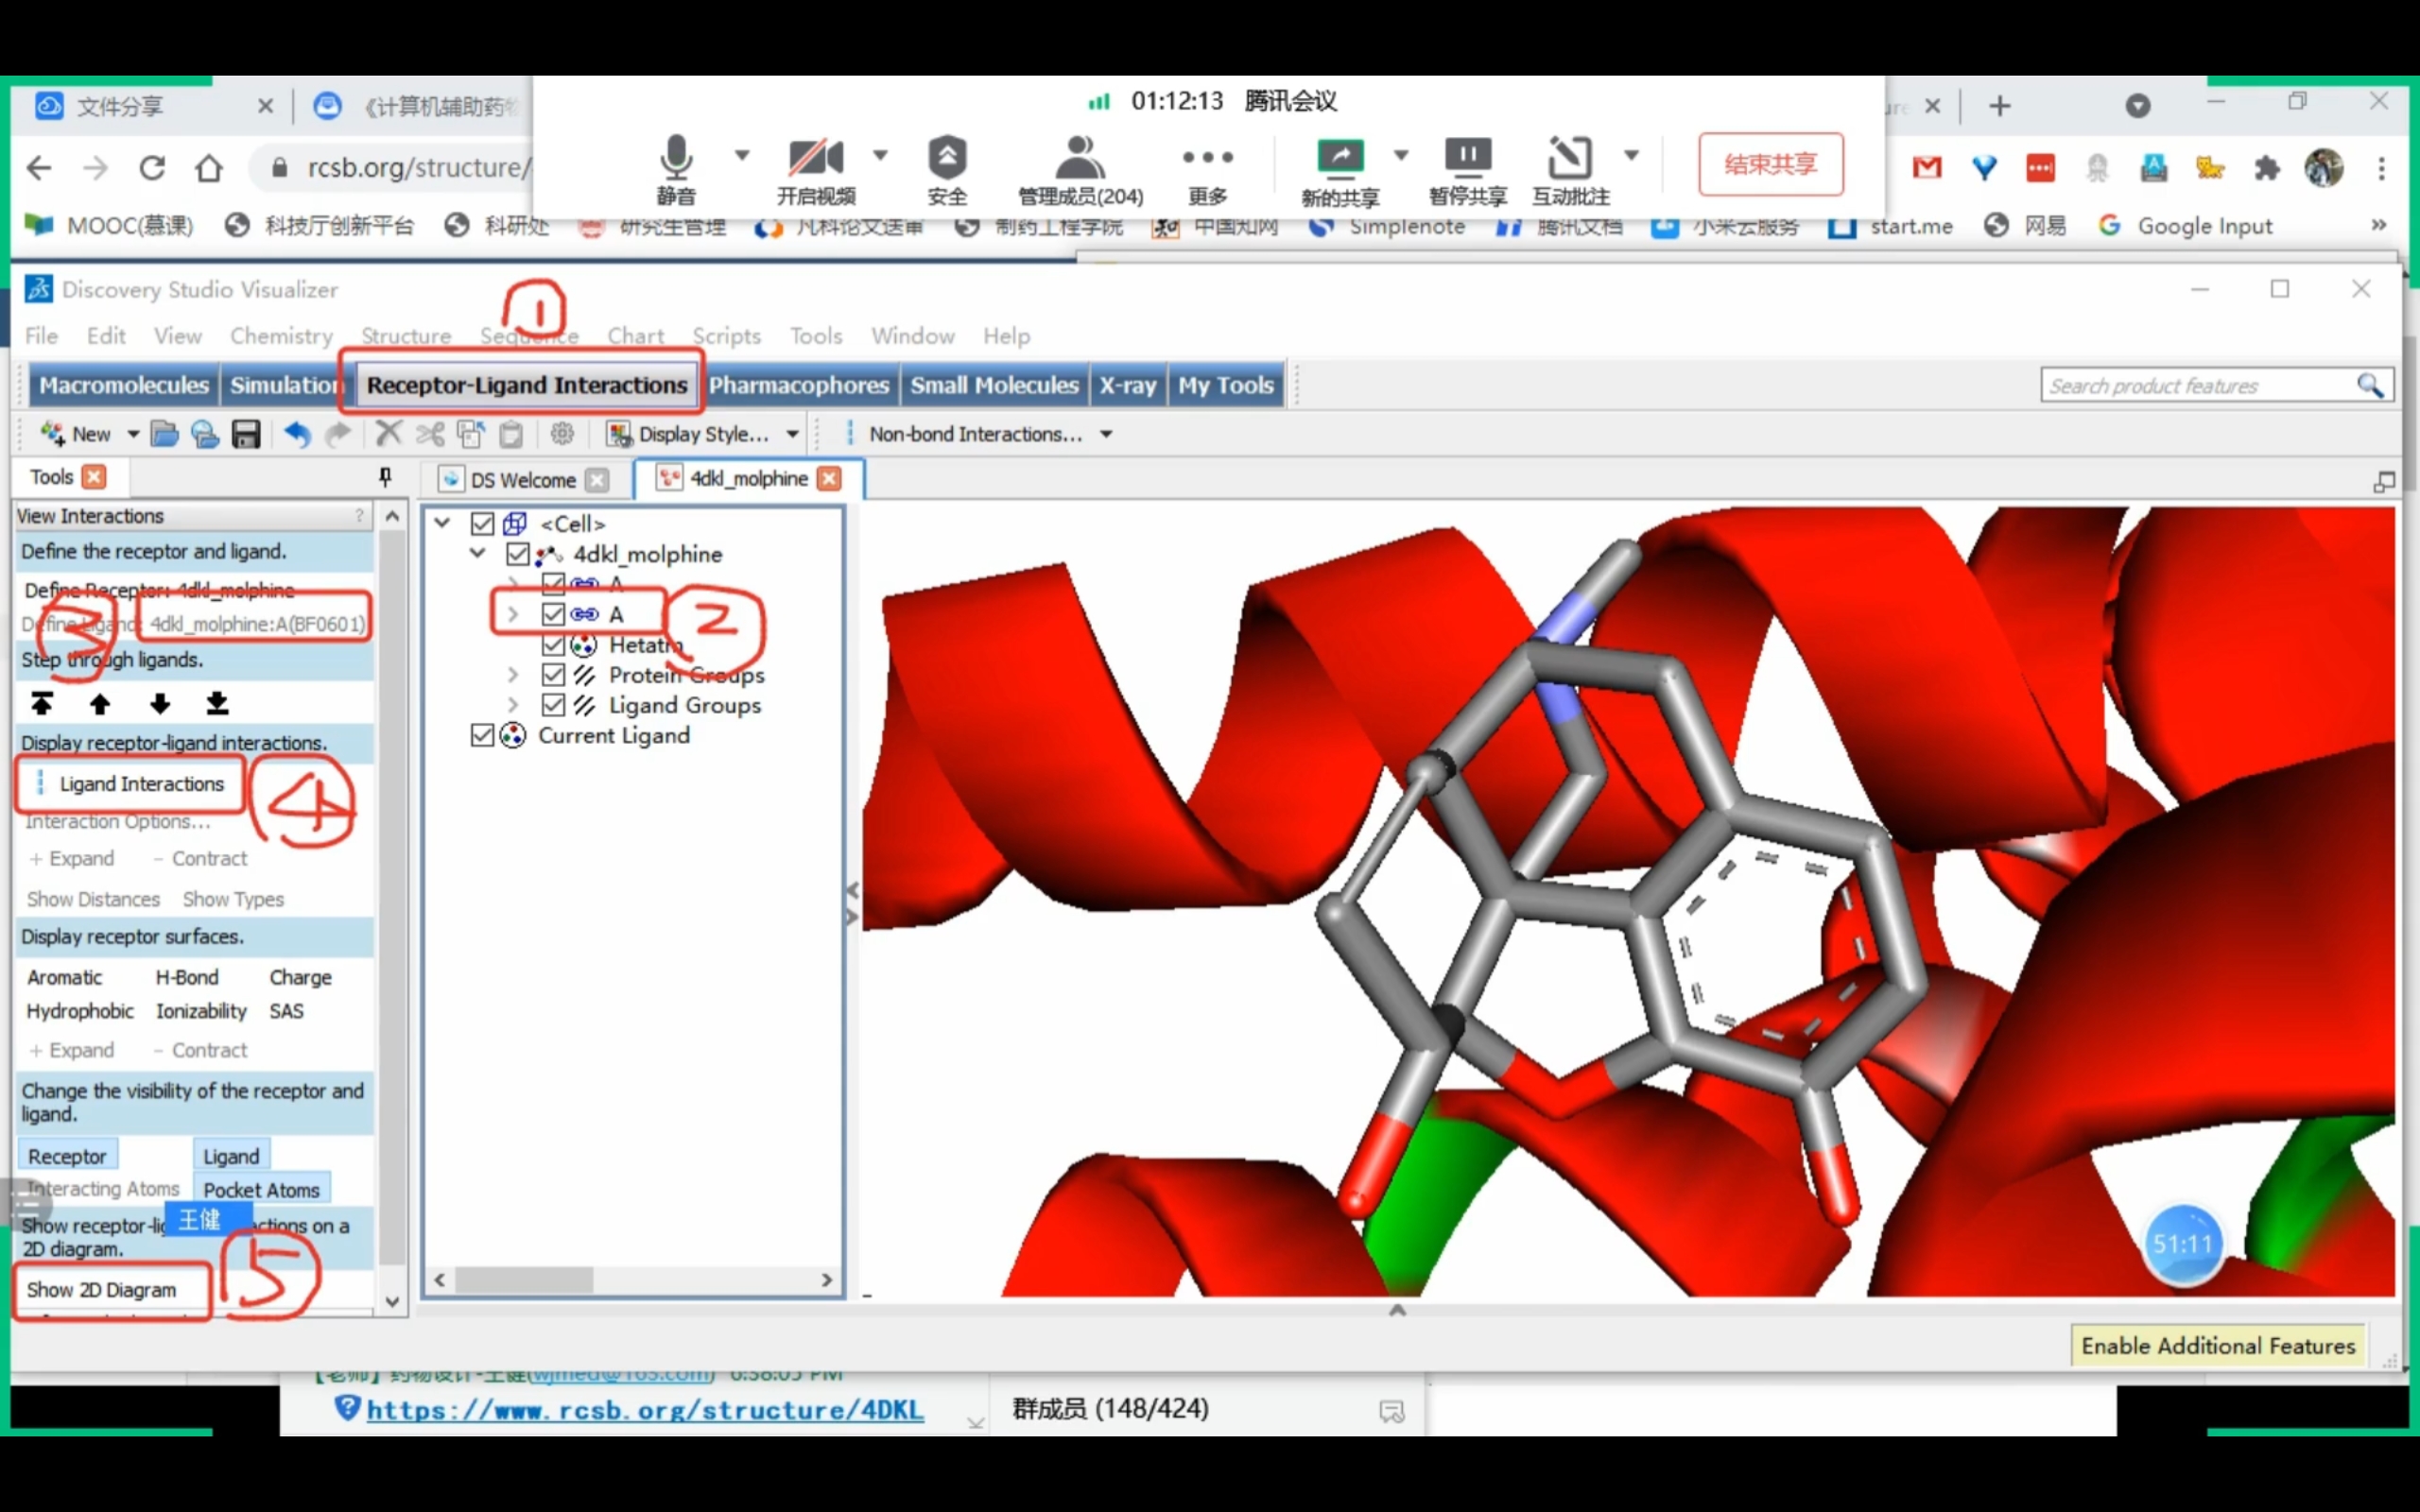 01:12:13 腾讯会议
文件分享
《计算机辅助药物
rcsb.org/structure/
静音 开启视频 安全 管理成员(204) 更多 新的共享 暂停共享 互动批注 结束共享
MOOC(慕课) 科技厅创新平台 科研处 研究生管理 凡科论文送审 制药工程学院 中国知网 Simplenote 腾讯文档 小米云服务 start.me 网易 Google Input »
Discovery Studio Visualizer
①
File Edit View Chemistry Structure Sequence Chart Scripts Tools Window Help
Macromolecules Simulation Receptor-Ligand Interactions Pharmacophores Small Molecules X-ray My Tools
Search product features
New Display Style... Non-bond Interactions...
Tools
DS Welcome 4dkl_molphine
View Interactions ?
Define the receptor and ligand.
Define Receptor: 4dkl_molphine
Define Ligand: 4dkl_molphine:A(BF0601)
③
Step through ligands.
Display receptor-ligand interactions.
Ligand Interactions
④
Interaction Options...
+ Expand - Contract
Show Distances Show Types
Display receptor surfaces.
Aromatic H-Bond Charge
Hydrophobic Ionizability SAS
+ Expand - Contract
Change the visibility of the receptor and
ligand.
Receptor Ligand
Interacting Atoms Pocket Atoms
王健
Show receptor-lig actions on a
2D diagram.
Show 2D Diagram
⑤
<Cell>
4dkl_molphine
A
A
②
Hetatm
Protein Groups
Ligand Groups
Current Ligand
51:11
Enable Additional Features
https://www.rcsb.org/structure/4DKL
群成员 (148/424)